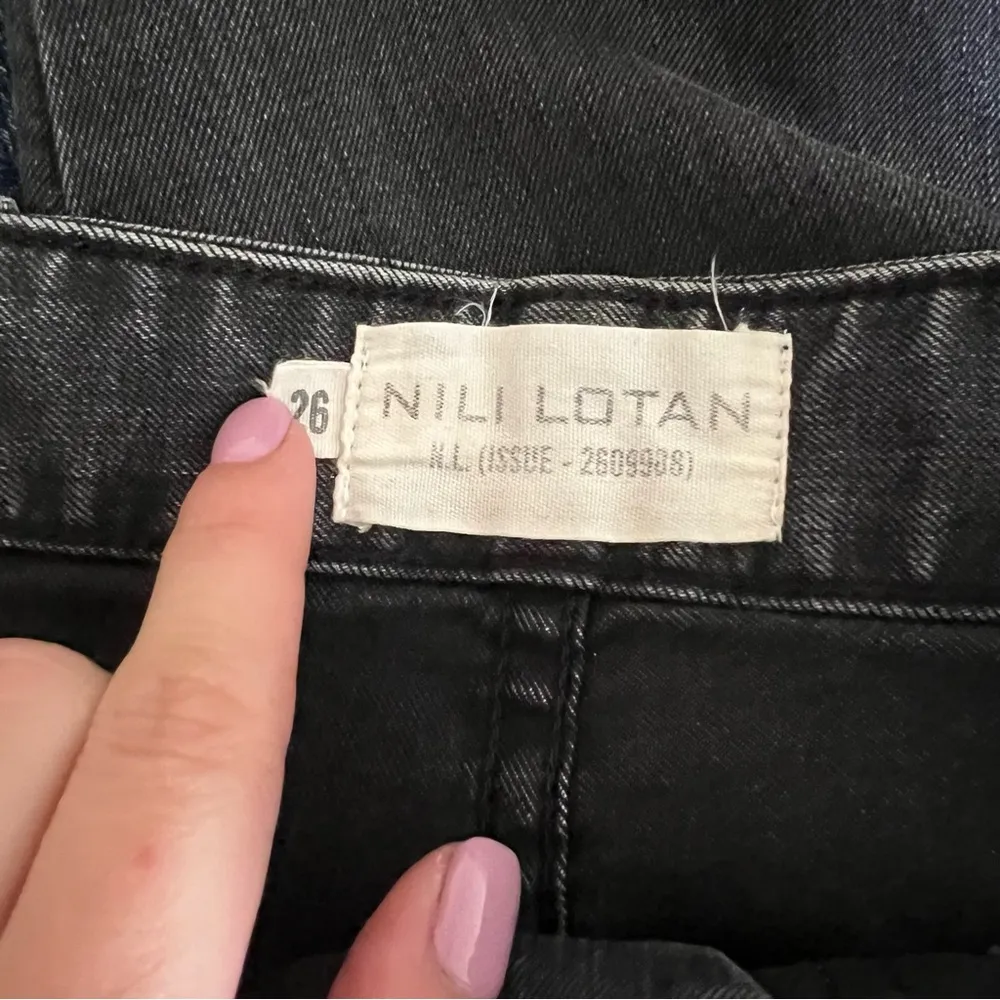 26
NILI LOTAN
N.L. (ISSUE - 2609908)